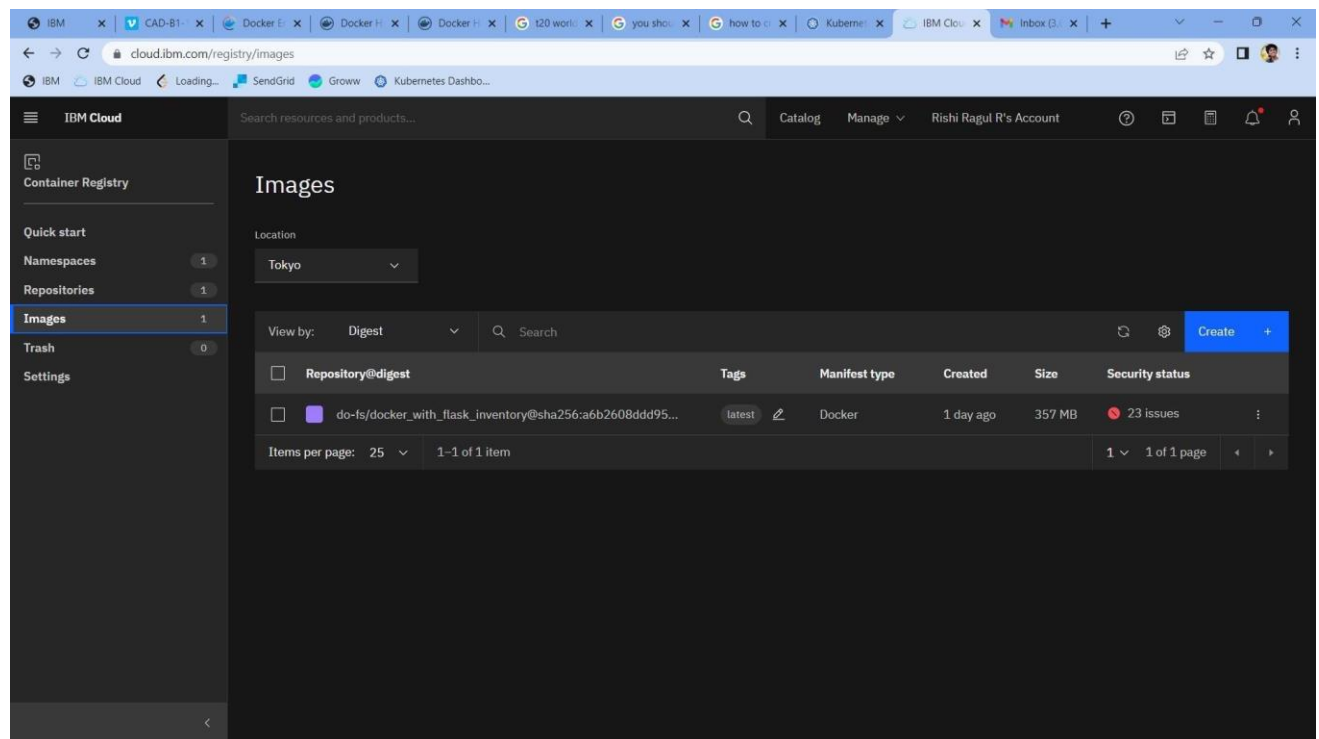 IBM CAD-B1- Docker Docker H Docker H t20 world you shou how to Kubernet IBM Clou Inbox (3,
cloud.ibm.com/registry/images
IBM IBM Cloud Loading... SendGrid Groww Kubernetes Dashbo...
IBM Cloud Search resources and products... Catalog Manage Rishi Ragul R's Account
Container Registry
Quick start
Namespaces 1
Repositories 1
Images 1
Trash 0
Settings
Images
Location
Tokyo
View by: Digest Search Create +
Repository@digest Tags Manifest type Created Size Security status
do-fs/docker_with_flask_inventory@sha256:a6b2608ddd95... latest Docker 1 day ago 357 MB 23 issues
Items per page: 25 1–1 of 1 item 1 1 of 1 page